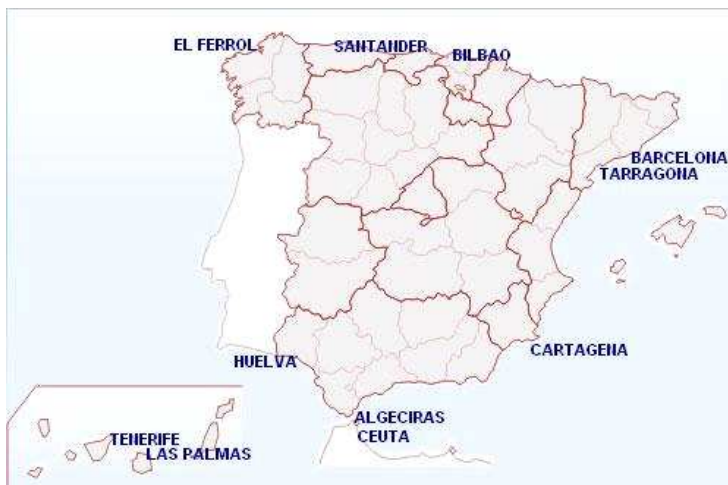 EL FERROL
SANTANDER
BILBAO
BARCELONA
TARRAGONA
CARTAGENA
HUELVA
ALGECIRAS
CEUTA
TENERIFE
LAS PALMAS